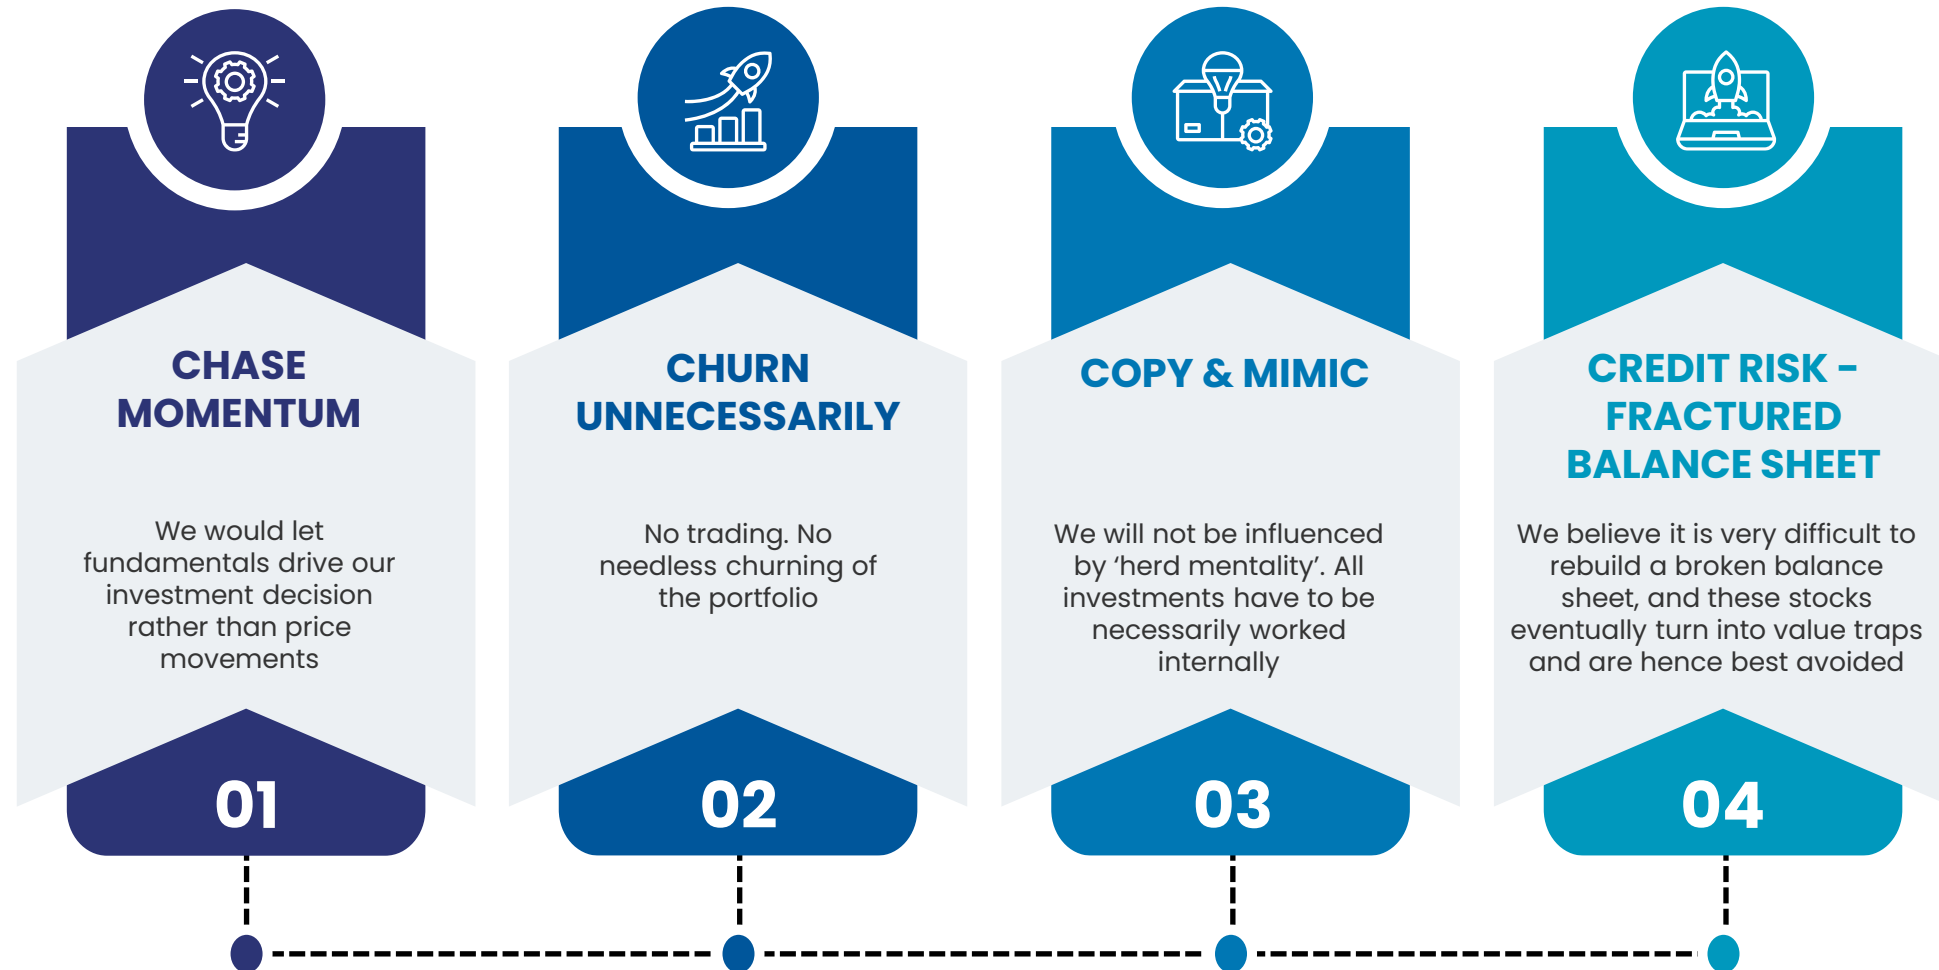 CHASE
MOMENTUM
We would let
fundamentals drive our
investment decision
rather than price
movements
01
CHURN
UNNECESSARILY
No trading. No
needless churning of
the portfolio
02
COPY & MIMIC
We will not be influenced
by ‘herd mentality’. All
investments have to be
necessarily worked
internally
03
CREDIT RISK -
FRACTURED
BALANCE SHEET
We believe it is very difficult to
rebuild a broken balance
sheet, and these stocks
eventually turn into value traps
and are hence best avoided
04